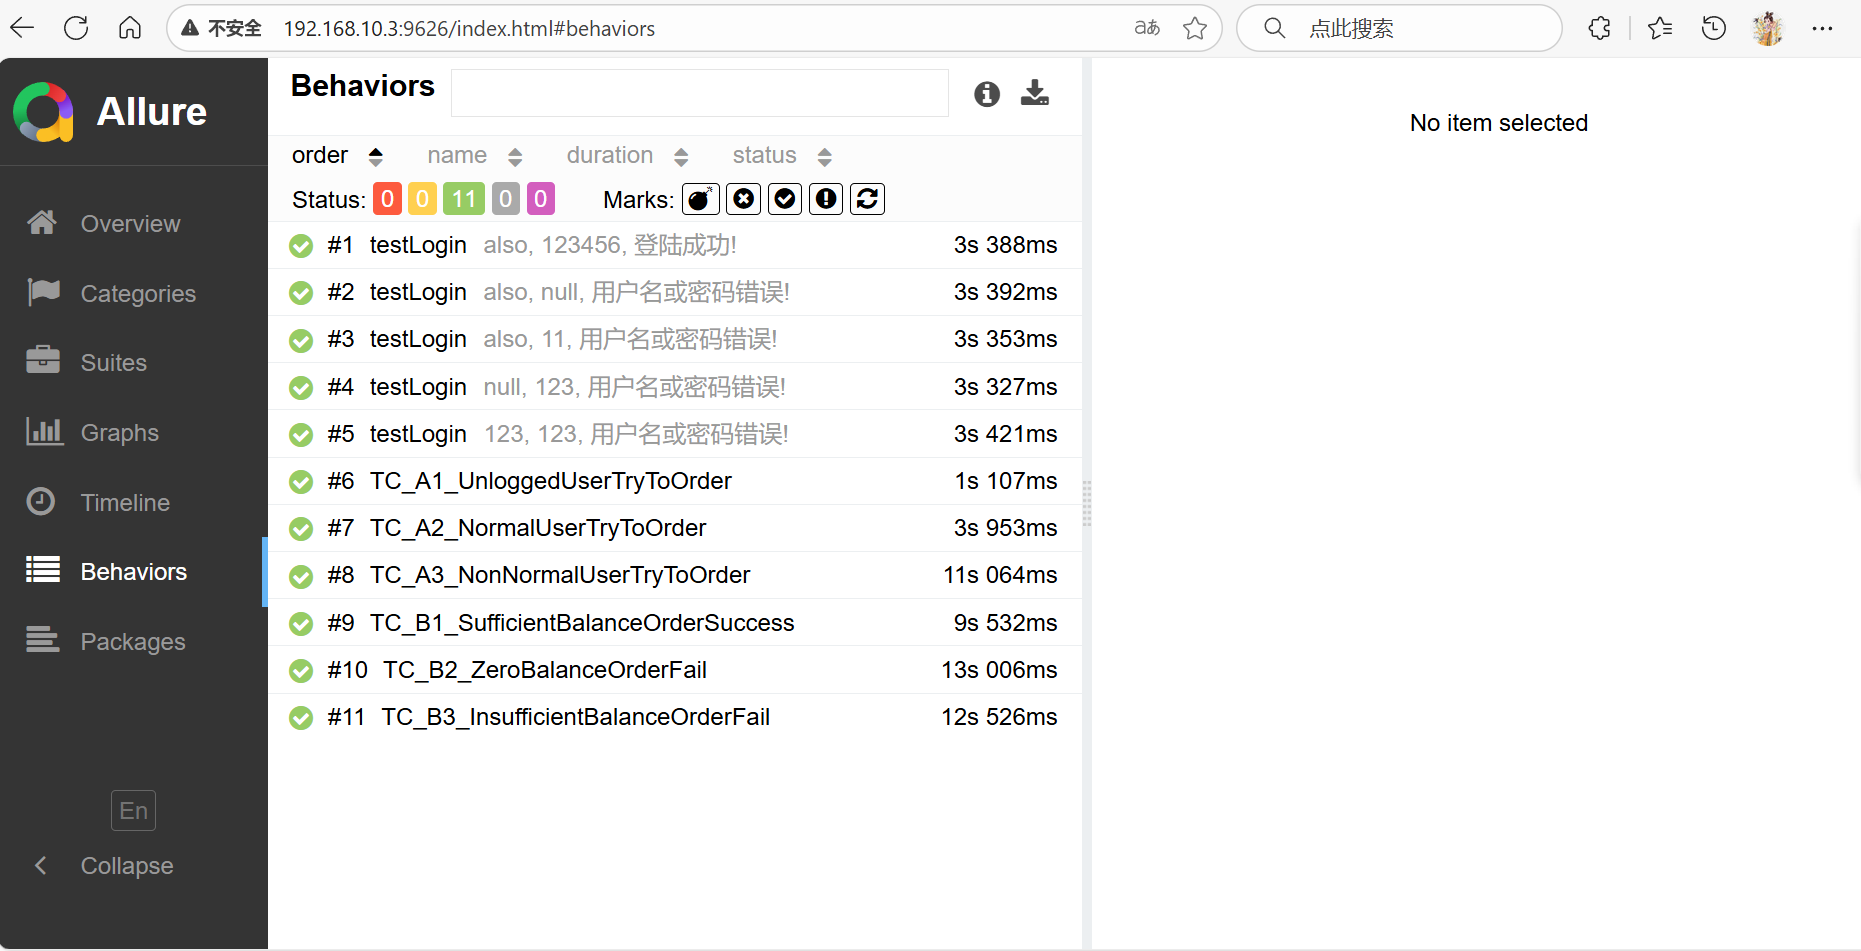 不安全 192.168.10.3:9626/index.html#behaviors aあ 点此搜索
Allure
Overview
Categories
Suites
Graphs
Timeline
Behaviors
Packages
En
Collapse
Behaviors
order name duration status
Status: 0 0 11 0 0 Marks:
#1 testLogin also, 123456, 登陆成功! 3s 388ms
#2 testLogin also, null, 用户名或密码错误! 3s 392ms
#3 testLogin also, 11, 用户名或密码错误! 3s 353ms
#4 testLogin null, 123, 用户名或密码错误! 3s 327ms
#5 testLogin 123, 123, 用户名或密码错误! 3s 421ms
#6 TC_A1_UnloggedUserTryToOrder 1s 107ms
#7 TC_A2_NormalUserTryToOrder 3s 953ms
#8 TC_A3_NonNormalUserTryToOrder 11s 064ms
#9 TC_B1_SufficientBalanceOrderSuccess 9s 532ms
#10 TC_B2_ZeroBalanceOrderFail 13s 006ms
#11 TC_B3_InsufficientBalanceOrderFail 12s 526ms
No item selected